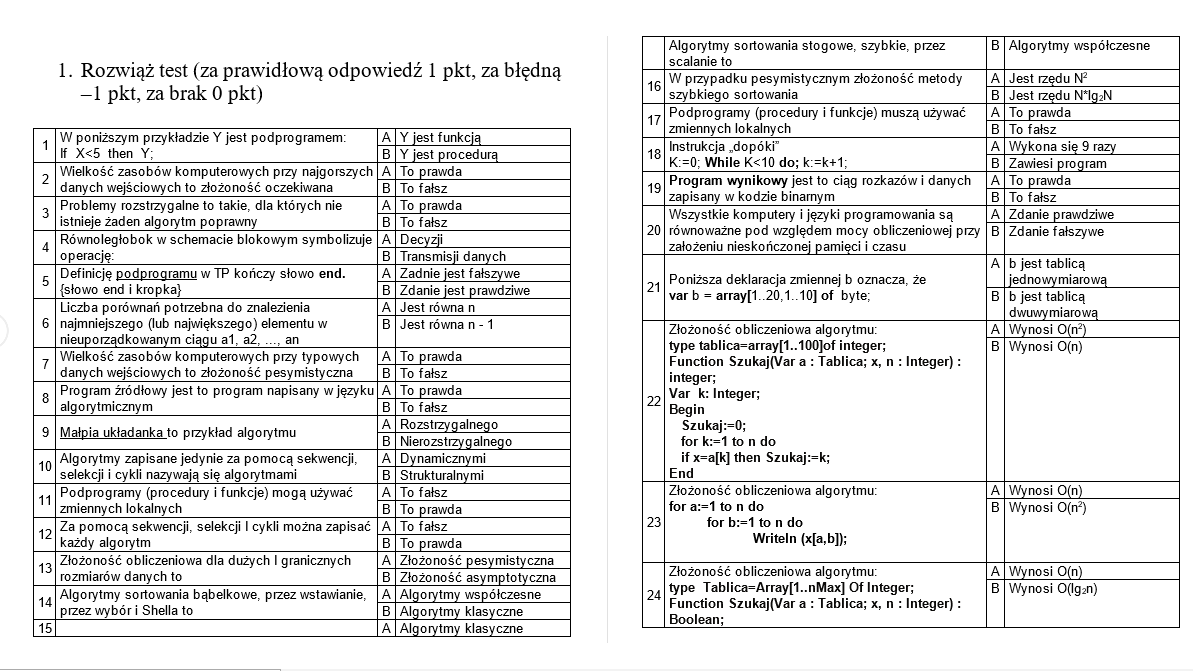 1. Rozwiąż test (za prawidłową odpowiedź 1 pkt, za błędną
–1 pkt, za brak 0 pkt)
1
W poniższym przykładzie Y jest podprogramem:
If X<5 then Y;
A Y jest funkcją
B Y jest procedurą
2
Wielkość zasobów komputerowych przy najgorszych
danych wejściowych to złożoność oczekiwana
A To prawda
B To fałsz
3
Problemy rozstrzygalne to takie, dla których nie
istnieje żaden algorytm poprawny
A To prawda
B To fałsz
4
Równoległobok w schemacie blokowym symbolizuje
operację:
A Decyzji
B Transmisji danych
5
Definicję podprogramu w TP kończy słowo end.
{słowo end i kropka}
A Zadnie jest fałszywe
B Zdanie jest prawdziwe
6
Liczba porównań potrzebna do znalezienia
najmniejszego (lub największego) elementu w
nieuporządkowanym ciągu a1, a2, ..., an
A Jest równa n
B Jest równa n - 1
7
Wielkość zasobów komputerowych przy typowych
danych wejściowych to złożoność pesymistyczna
A To prawda
B To fałsz
8
Program źródłowy jest to program napisany w języku
algorytmicznym
A To prawda
B To fałsz
9
Małpia układanka to przykład algorytmu
A Rozstrzygalnego
B Nierozstrzygalnego
10
Algorytmy zapisane jedynie za pomocą sekwencji,
selekcji i cykli nazywają się algorytmami
A Dynamicznymi
B Strukturalnymi
11
Podprogramy (procedury i funkcje) mogą używać
zmiennych lokalnych
A To fałsz
B To prawda
12
Za pomocą sekwencji, selekcji I cykli można zapisać
każdy algorytm
A To fałsz
B To prawda
13
Złożoność obliczeniowa dla dużych I granicznych
rozmiarów danych to
A Złożoność pesymistyczna
B Złożoność asymptotyczna
14
Algorytmy sortowania bąbelkowe, przez wstawianie,
przez wybór i Shella to
A Algorytmy współczesne
B Algorytmy klasyczne
15
A Algorytmy klasyczne
Algorytmy sortowania stogowe, szybkie, przez
scalanie to
B Algorytmy współczesne
16
W przypadku pesymistycznym złożoność metody
szybkiego sortowania
A Jest rzędu N²
B Jest rzędu N*lg₂N
17
Podprogramy (procedury i funkcje) muszą używać
zmiennych lokalnych
A To prawda
B To fałsz
18
Instrukcja „dopóki”
K:=0; While K<10 do; k:=k+1;
A Wykona się 9 razy
B Zawiesi program
19
Program wynikowy jest to ciąg rozkazów i danych
zapisany w kodzie binarnym
A To prawda
B To fałsz
20
Wszystkie komputery i języki programowania są
równoważne pod względem mocy obliczeniowej przy
założeniu nieskończonej pamięci i czasu
A Zdanie prawdziwe
B Zdanie fałszywe
21
Poniższa deklaracja zmiennej b oznacza, że
var b = array[1..20,1..10] of byte;
A b jest tablicą
jednowymiarową
B b jest tablicą
dwuwymiarową
22
Złożoność obliczeniowa algorytmu:
type tablica=array[1..100]of integer;
Function Szukaj(Var a : Tablica; x, n : Integer) :
integer;
Var k: Integer;
Begin
Szukaj:=0;
for k:=1 to n do
if x=a[k] then Szukaj:=k;
End
A Wynosi O(n²)
B Wynosi O(n)
23
Złożoność obliczeniowa algorytmu:
for a:=1 to n do
for b:=1 to n do
Writeln (x[a,b]);
A Wynosi O(n)
B Wynosi O(n²)
24
Złożoność obliczeniowa algorytmu:
type Tablica=Array[1..nMax] Of Integer;
Function Szukaj(Var a : Tablica; x, n : Integer) :
Boolean;
A Wynosi O(n)
B Wynosi O(lg₂n)